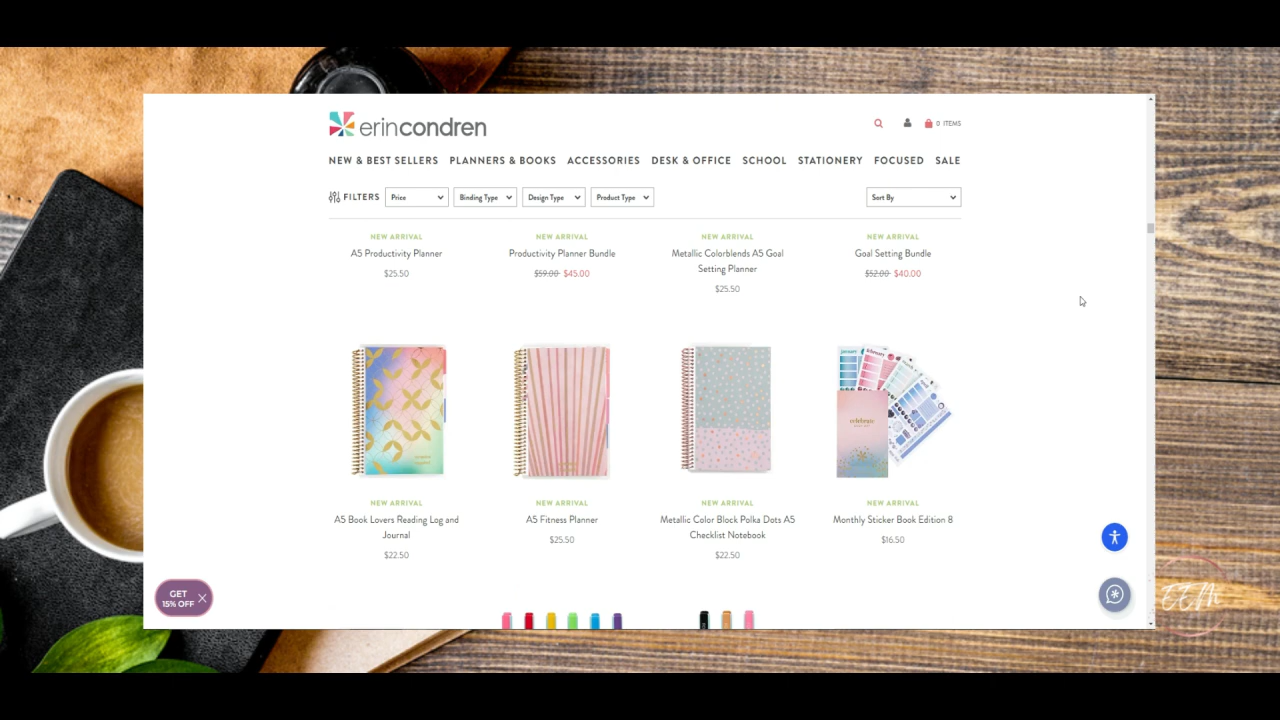 erincondren
0 ITEMS
NEW & BEST SELLERS PLANNERS & BOOKS ACCESSORIES DESK & OFFICE SCHOOL STATIONERY FOCUSED SALE
FILTERS Price Binding Type Design Type Product Type Sort By
NEW ARRIVAL NEW ARRIVAL NEW ARRIVAL NEW ARRIVAL
A5 Productivity Planner Productivity Planner Bundle Metallic Colorblends A5 Goal Goal Setting Bundle
Setting Planner
$25.50 $59.00 $45.00 $52.00 $40.00
$25.50
january february
celebrate
NEW ARRIVAL NEW ARRIVAL NEW ARRIVAL NEW ARRIVAL
A5 Book Lovers Reading Log and A5 Fitness Planner Metallic Color Block Polka Dots A5 Monthly Sticker Book Edition 8
Journal Checklist Notebook
$25.50 $16.50
$22.50 $22.50
GET
15% OFF
EEM